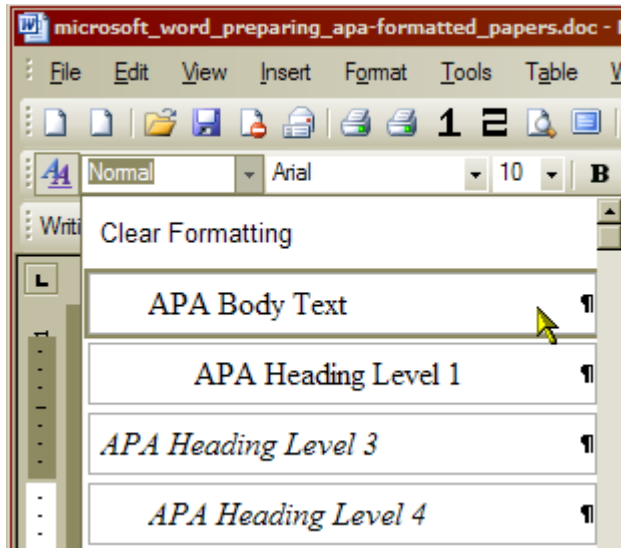 microsoft_word_preparing_apa-formatted_papers.doc -
File Edit View Insert Format Tools Table
1 2
Normal Arial 10 B
Writi
Clear Formatting
APA Body Text ¶
APA Heading Level 1 ¶
APA Heading Level 3 ¶
APA Heading Level 4 ¶